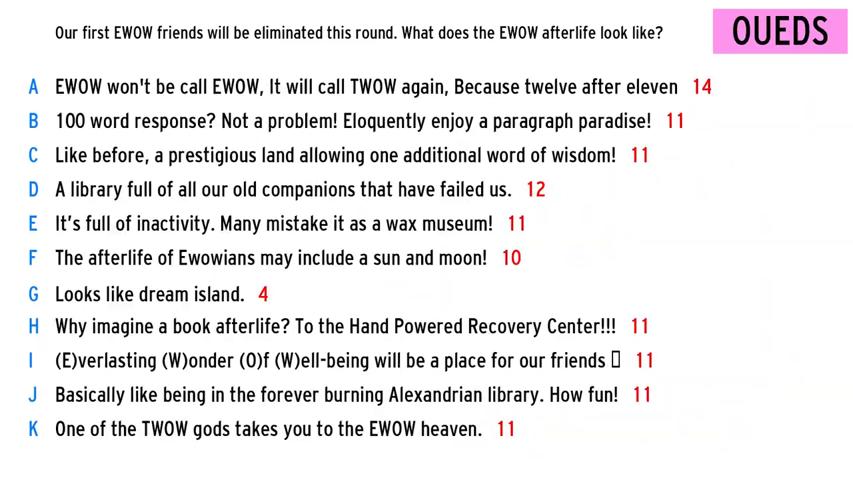 Our first EWOW friends will be eliminated this round. What does the EWOW afterlife look like?
OUEDS
A EWOW won't be call EWOW, It will call TWOW again, Because twelve after eleven 14
B 100 word response? Not a problem! Eloquently enjoy a paragraph paradise! 11
C Like before, a prestigious land allowing one additional word of wisdom! 11
D A library full of all our old companions that have failed us. 12
E It’s full of inactivity. Many mistake it as a wax museum! 11
F The afterlife of Ewowians may include a sun and moon! 10
G Looks like dream island. 4
H Why imagine a book afterlife? To the Hand Powered Recovery Center!!! 11
I (E)verlasting (W)onder (O)f (W)ell-being will be a place for our friends ▯ 11
J Basically like being in the forever burning Alexandrian library. How fun! 11
K One of the TWOW gods takes you to the EWOW heaven. 11